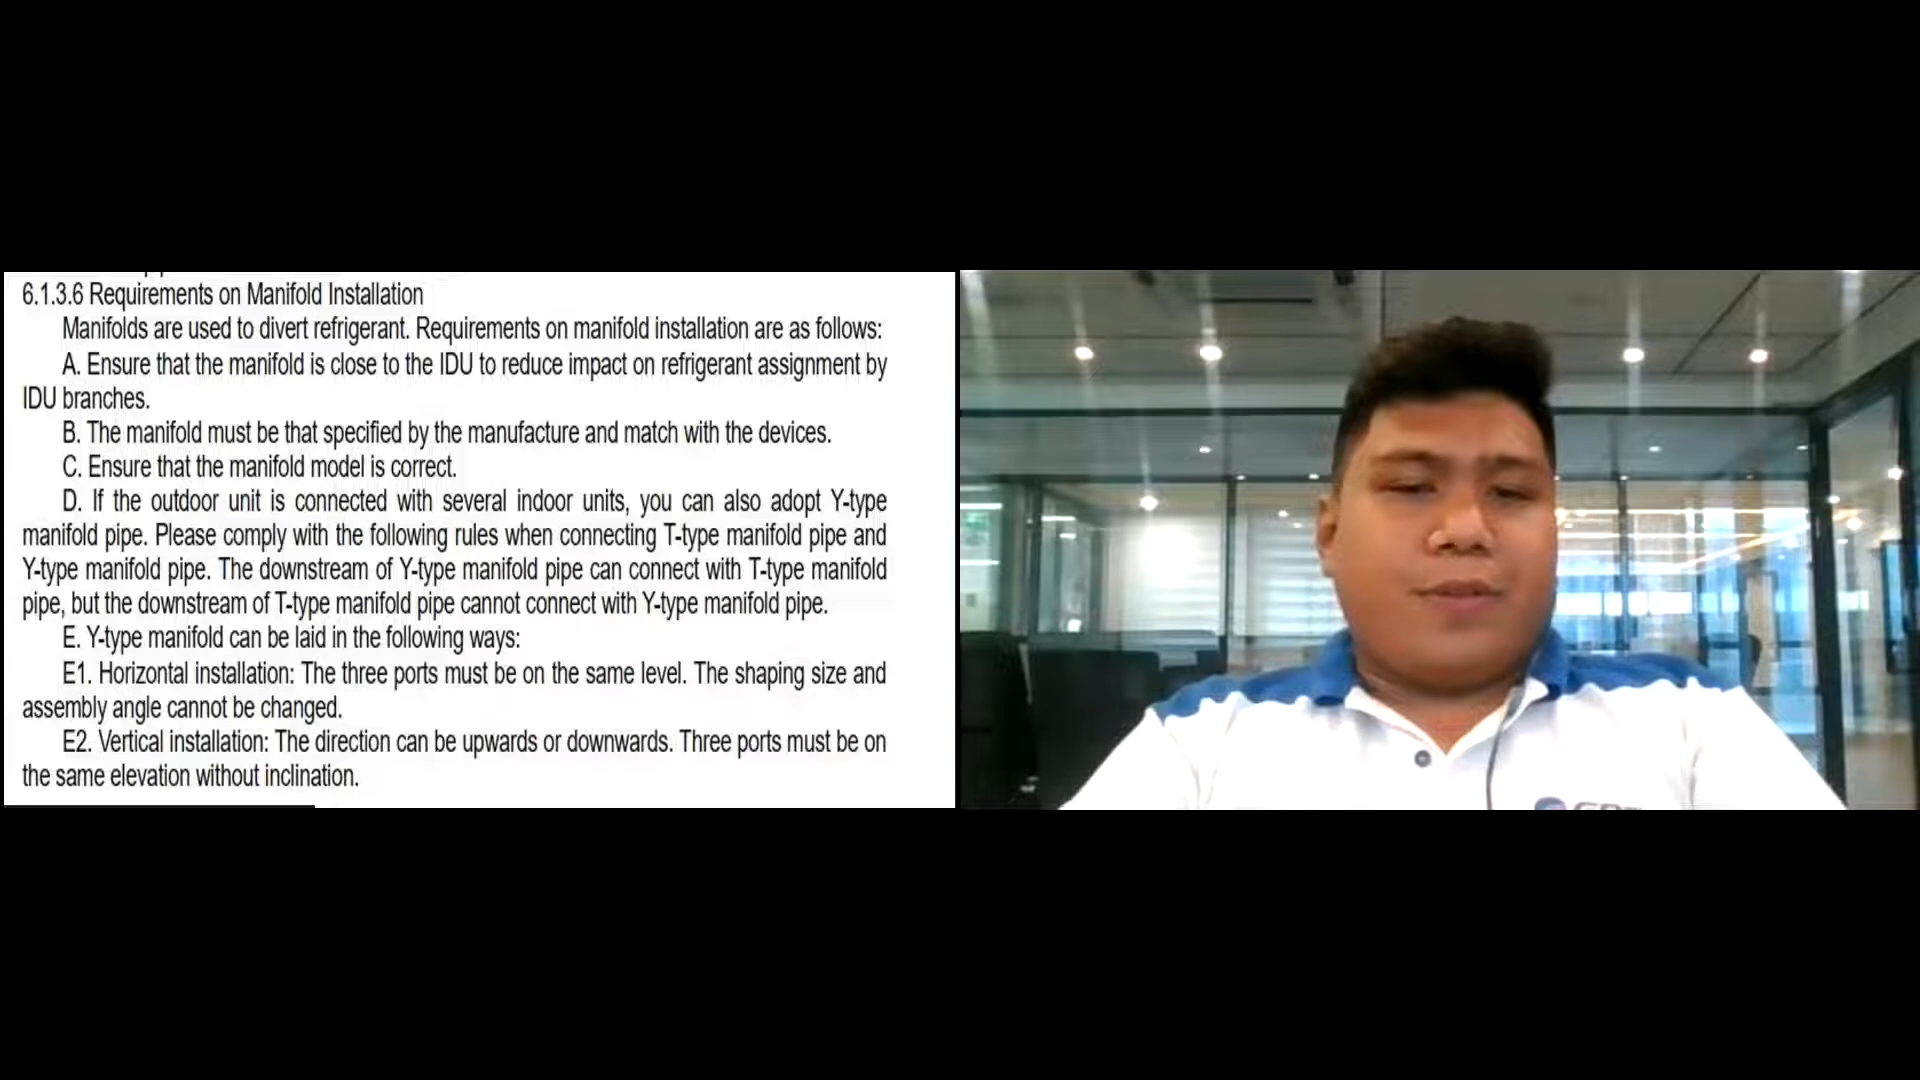 6.1.3.6 Requirements on Manifold Installation
Manifolds are used to divert refrigerant. Requirements on manifold installation are as follows:
A. Ensure that the manifold is close to the IDU to reduce impact on refrigerant assignment by
IDU branches.
B. The manifold must be that specified by the manufacture and match with the devices.
C. Ensure that the manifold model is correct.
D. If the outdoor unit is connected with several indoor units, you can also adopt Y-type
manifold pipe. Please comply with the following rules when connecting T-type manifold pipe and
Y-type manifold pipe. The downstream of Y-type manifold pipe can connect with T-type manifold
pipe, but the downstream of T-type manifold pipe cannot connect with Y-type manifold pipe.
E. Y-type manifold can be laid in the following ways:
E1. Horizontal installation: The three ports must be on the same level. The shaping size and
assembly angle cannot be changed.
E2. Vertical installation: The direction can be upwards or downwards. Three ports must be on
the same elevation without inclination.